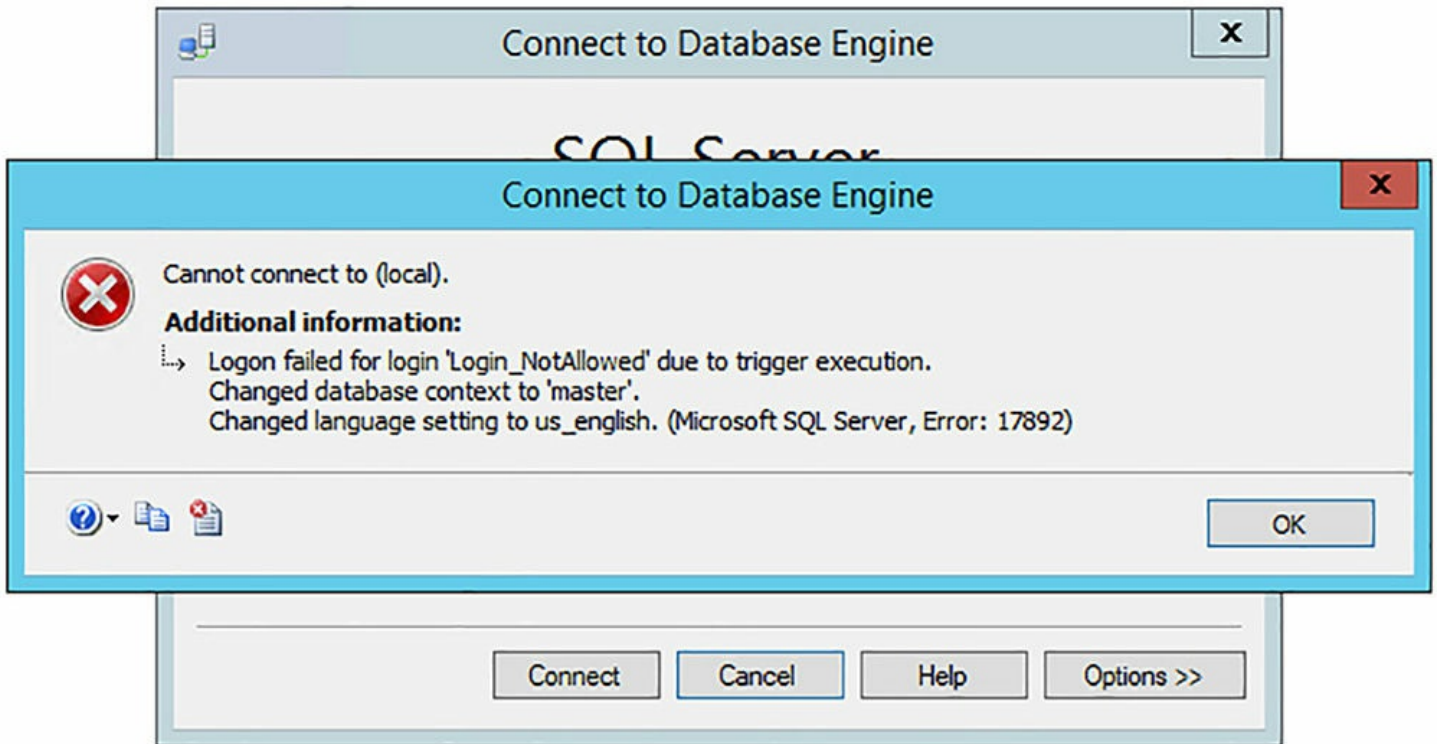 Connect to Database Engine
x
SQL Server
Connect to Database Engine
x
Cannot connect to (local).
Additional information:
Logon failed for login 'Login_NotAllowed' due to trigger execution.
Changed database context to 'master'.
Changed language setting to us_english. (Microsoft SQL Server, Error: 17892)
OK
Connect Cancel Help Options >>